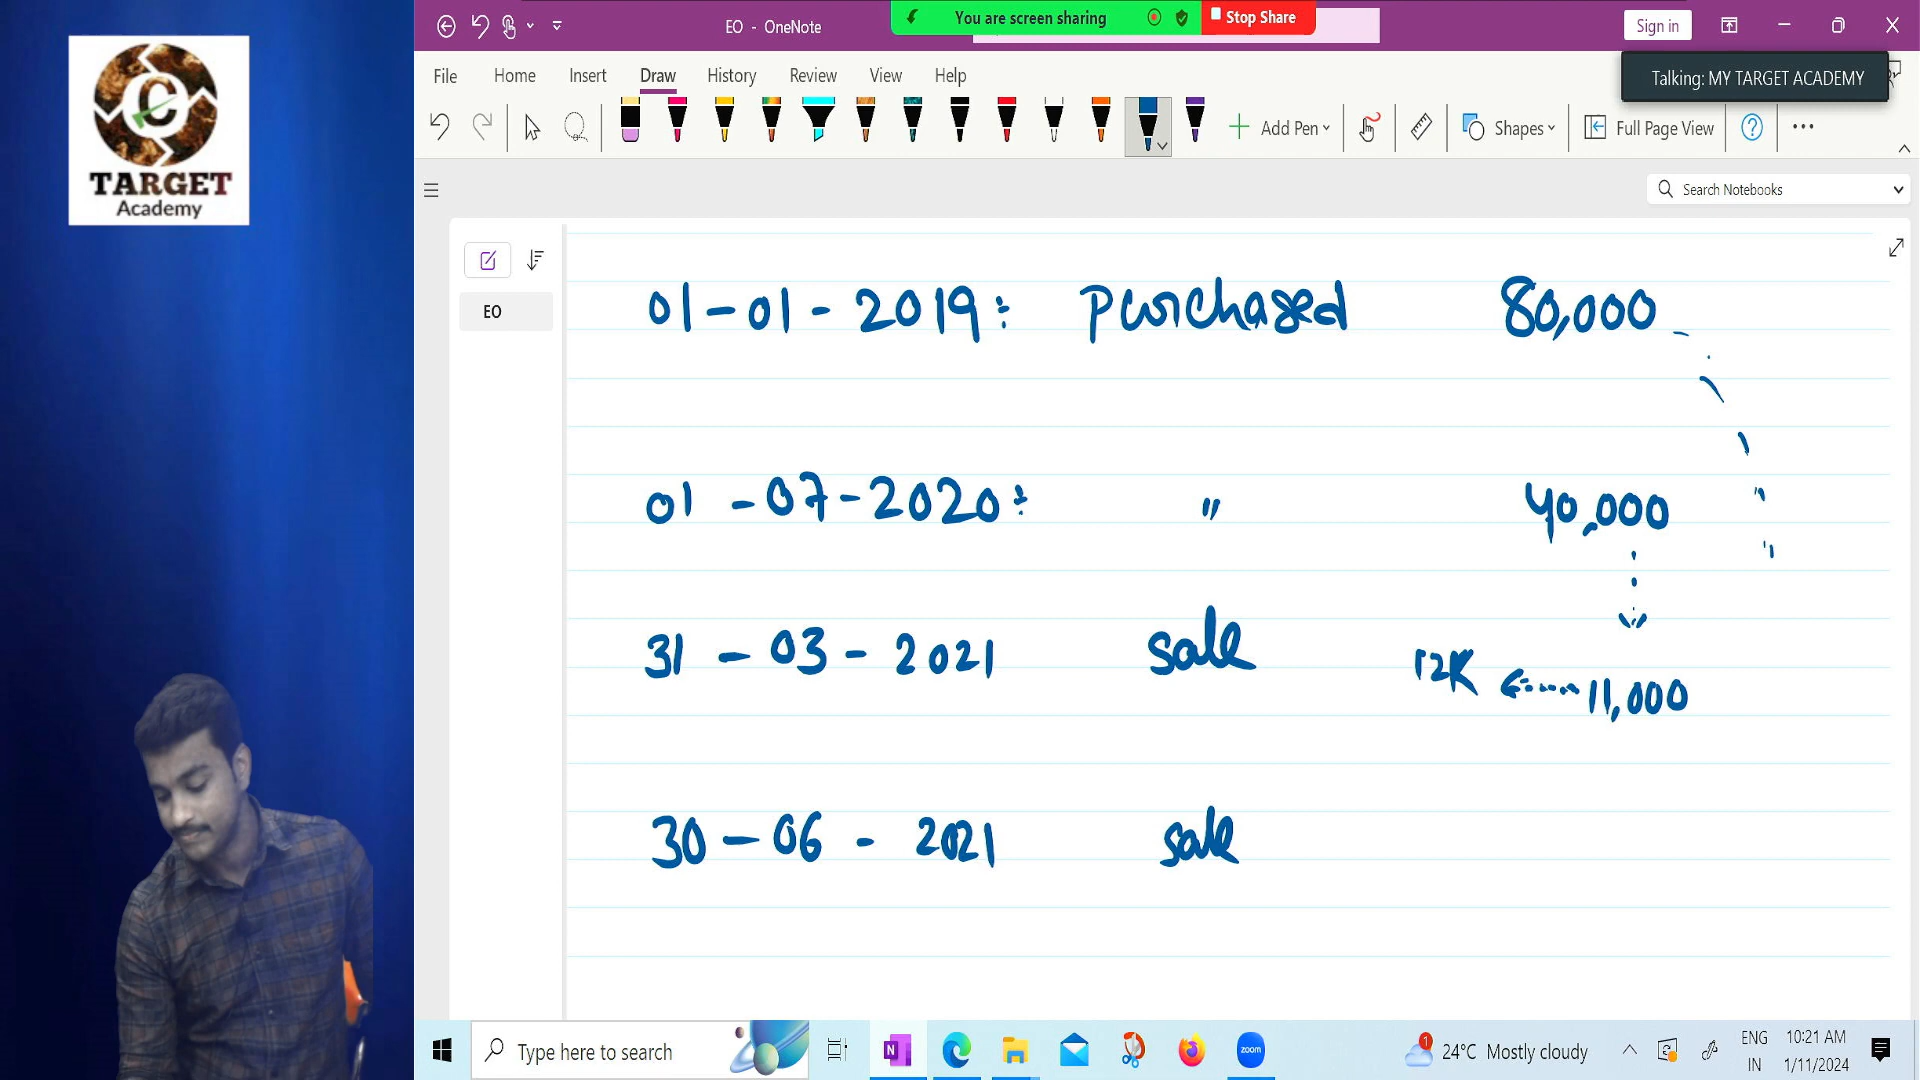 TARGET
Academy
EO - OneNote
You are screen sharing
Stop Share
Sign in
Talking: MY TARGET ACADEMY
File Home Insert Draw History Review View Help
Add Pen
Shapes
Full Page View
Search Notebooks
EO
01-01-2019: purchased 80,000
01-07-2020: " 40,000
31-03-2021 sale 12K 11,000
30-06-2021 sale
Type here to search
zoom
1
24°C Mostly cloudy
ENG
IN
10:21 AM
1/11/2024